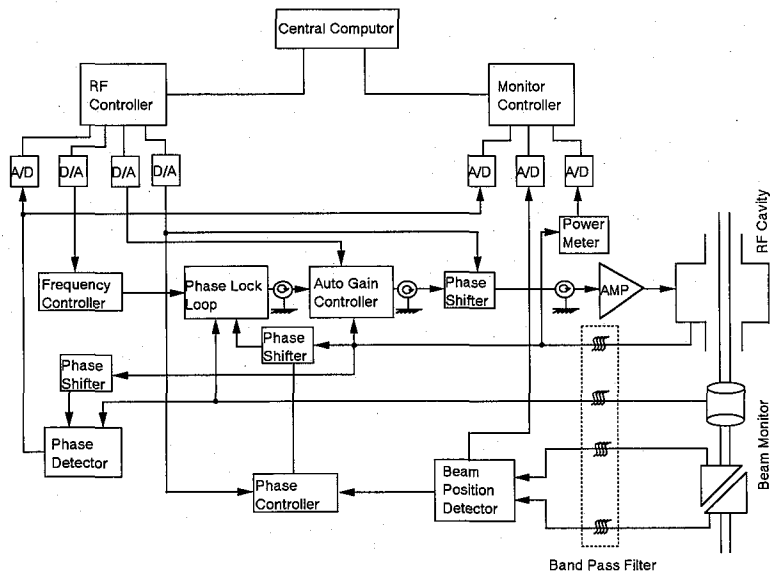 Central Computor
RF
Controller
Monitor
Controller
A/D
D/A
D/A
D/A
A/D
A/D
A/D
Power
Meter
RF Cavity
Frequency
Controller
Phase Lock
Loop
Auto Gain
Controller
Phase
Shifter
AMP
Phase
Shifter
Phase
Shifter
Phase
Detector
Phase
Controller
Beam
Position
Detector
Beam Monitor
Band Pass Filter